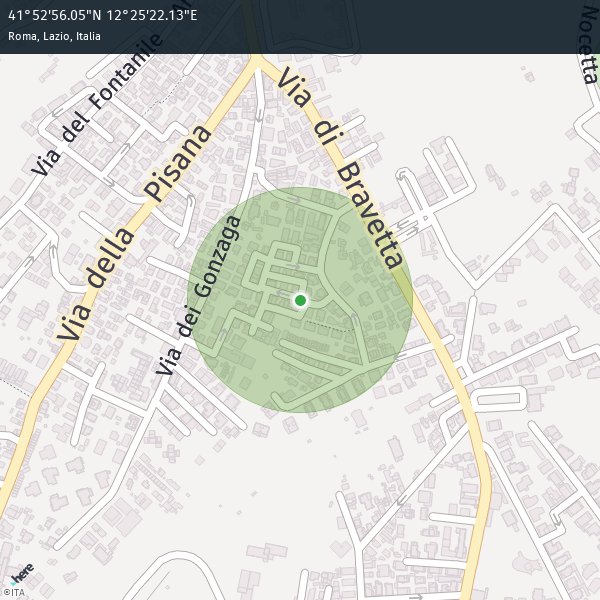 41°52'56.05"N 12°25'22.13"E
Roma, Lazio, Italia
Via del Fontanile Ar
Nocetta
Via di Bravetta
Via della Pisana
Via dei Gonzaga
here
©ITA